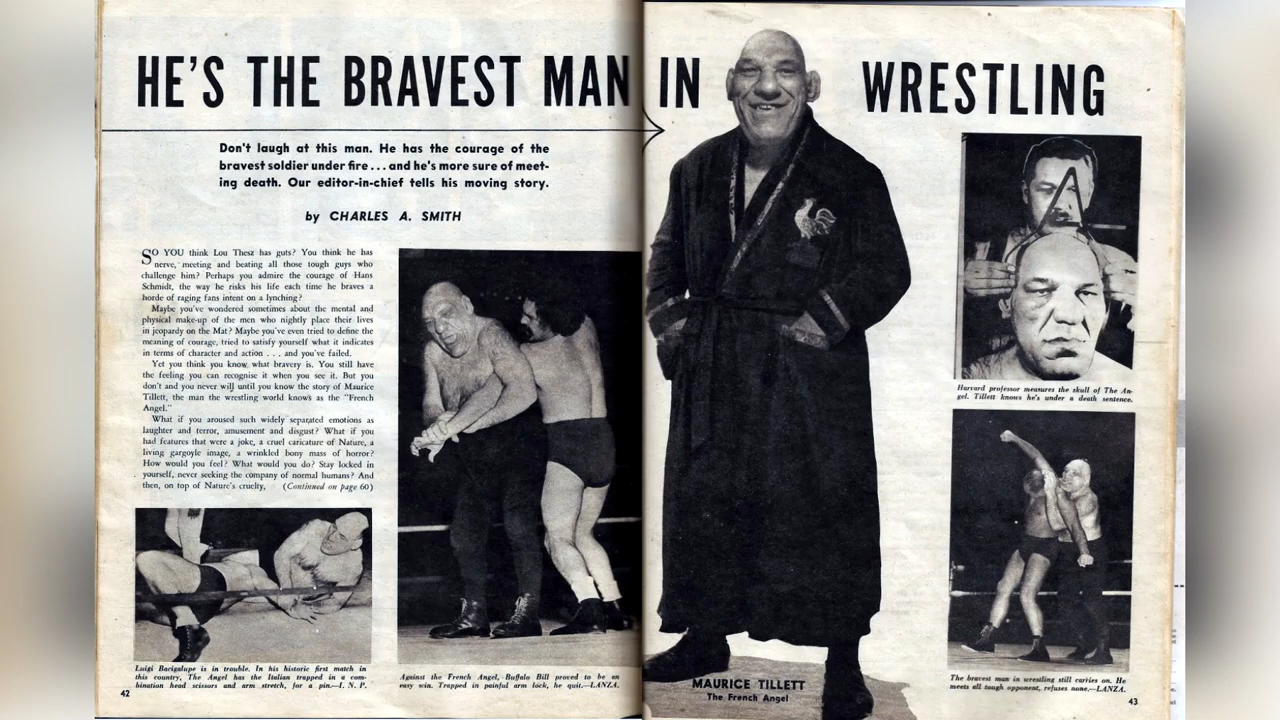 HE'S THE BRAVEST MAN IN WRESTLING
Don't laugh at this man. He has the courage of the
bravest soldier under fire . . . and he's more sure of meet-
ing death. Our editor-in-chief tells his moving story.
by CHARLES A. SMITH
SO YOU think Lou Thesz has guts? You think he has
nerve, meeting and beating all those tough guys who
challenge him? Perhaps you admire the courage of Hans
Schmidt, the way he risks his life each time he braves a
horde of raging fans intent on a lynching?
Maybe you've wondered sometimes about the mental and
physical make-up of the men who nightly place their lives
in jeopardy on the Mat? Maybe you've even tried to define the
meaning of courage, tried to satisfy yourself what it indicates
in terms of character and action . . . and you've failed.
Yet you think you know what bravery is. You still have
the feeling you can recognise it when you see it. But you
don't and you never will until you know the story of Maurice
Tillett, the man the wrestling world knows as the "French
Angel."
What if you aroused such widely separated emotions as
laughter and terror, amusement and disgust? What if you
had features that were a joke, a cruel caricature of Nature, a
living gargoyle image, a wrinkled bony mass of horror?
How would you feel? What would you do? Stay locked in
yourself, never seeking the company of normal humans? And
then, on top of Nature's cruelty, (Continued on page 60)
Luigi Bacigalupe is in trouble. In his historic first match in
this country, The Angel has the Italian trapped in a com-
bination head scissors and arm stretch, for a pin.—I. N. P.
42
Against the French Angel, Buffalo Bill proved to be an
easy win. Trapped in painful arm lock, he quit.—LANZA.
MAURICE TILLETT
The French Angel
Harvard professor measures the skull of The An-
gel. Tillett knows he's under a death sentence.
The bravest man in wrestling still carries on. He
meets all tough opponent, refuses none.—LANZA.
43